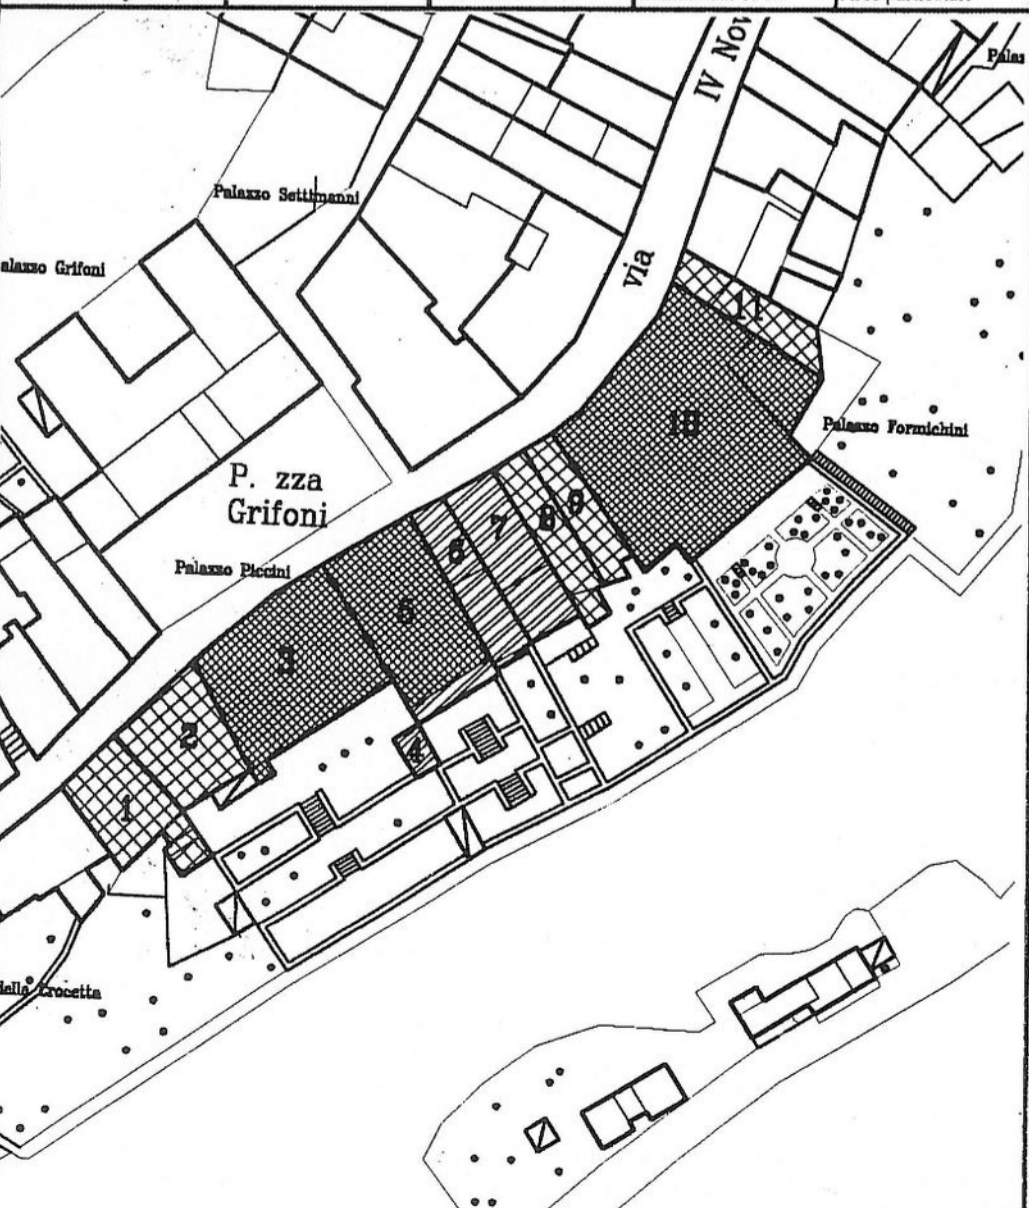 IV Nov
Palas
Palazzo Settimanni
alazzo Grifoni
via
11
10
Palazzo Formichini
P. zza
Grifoni
9
8
7
6
Palazzo Piccini
5
3
2
4
1
della Crocetta